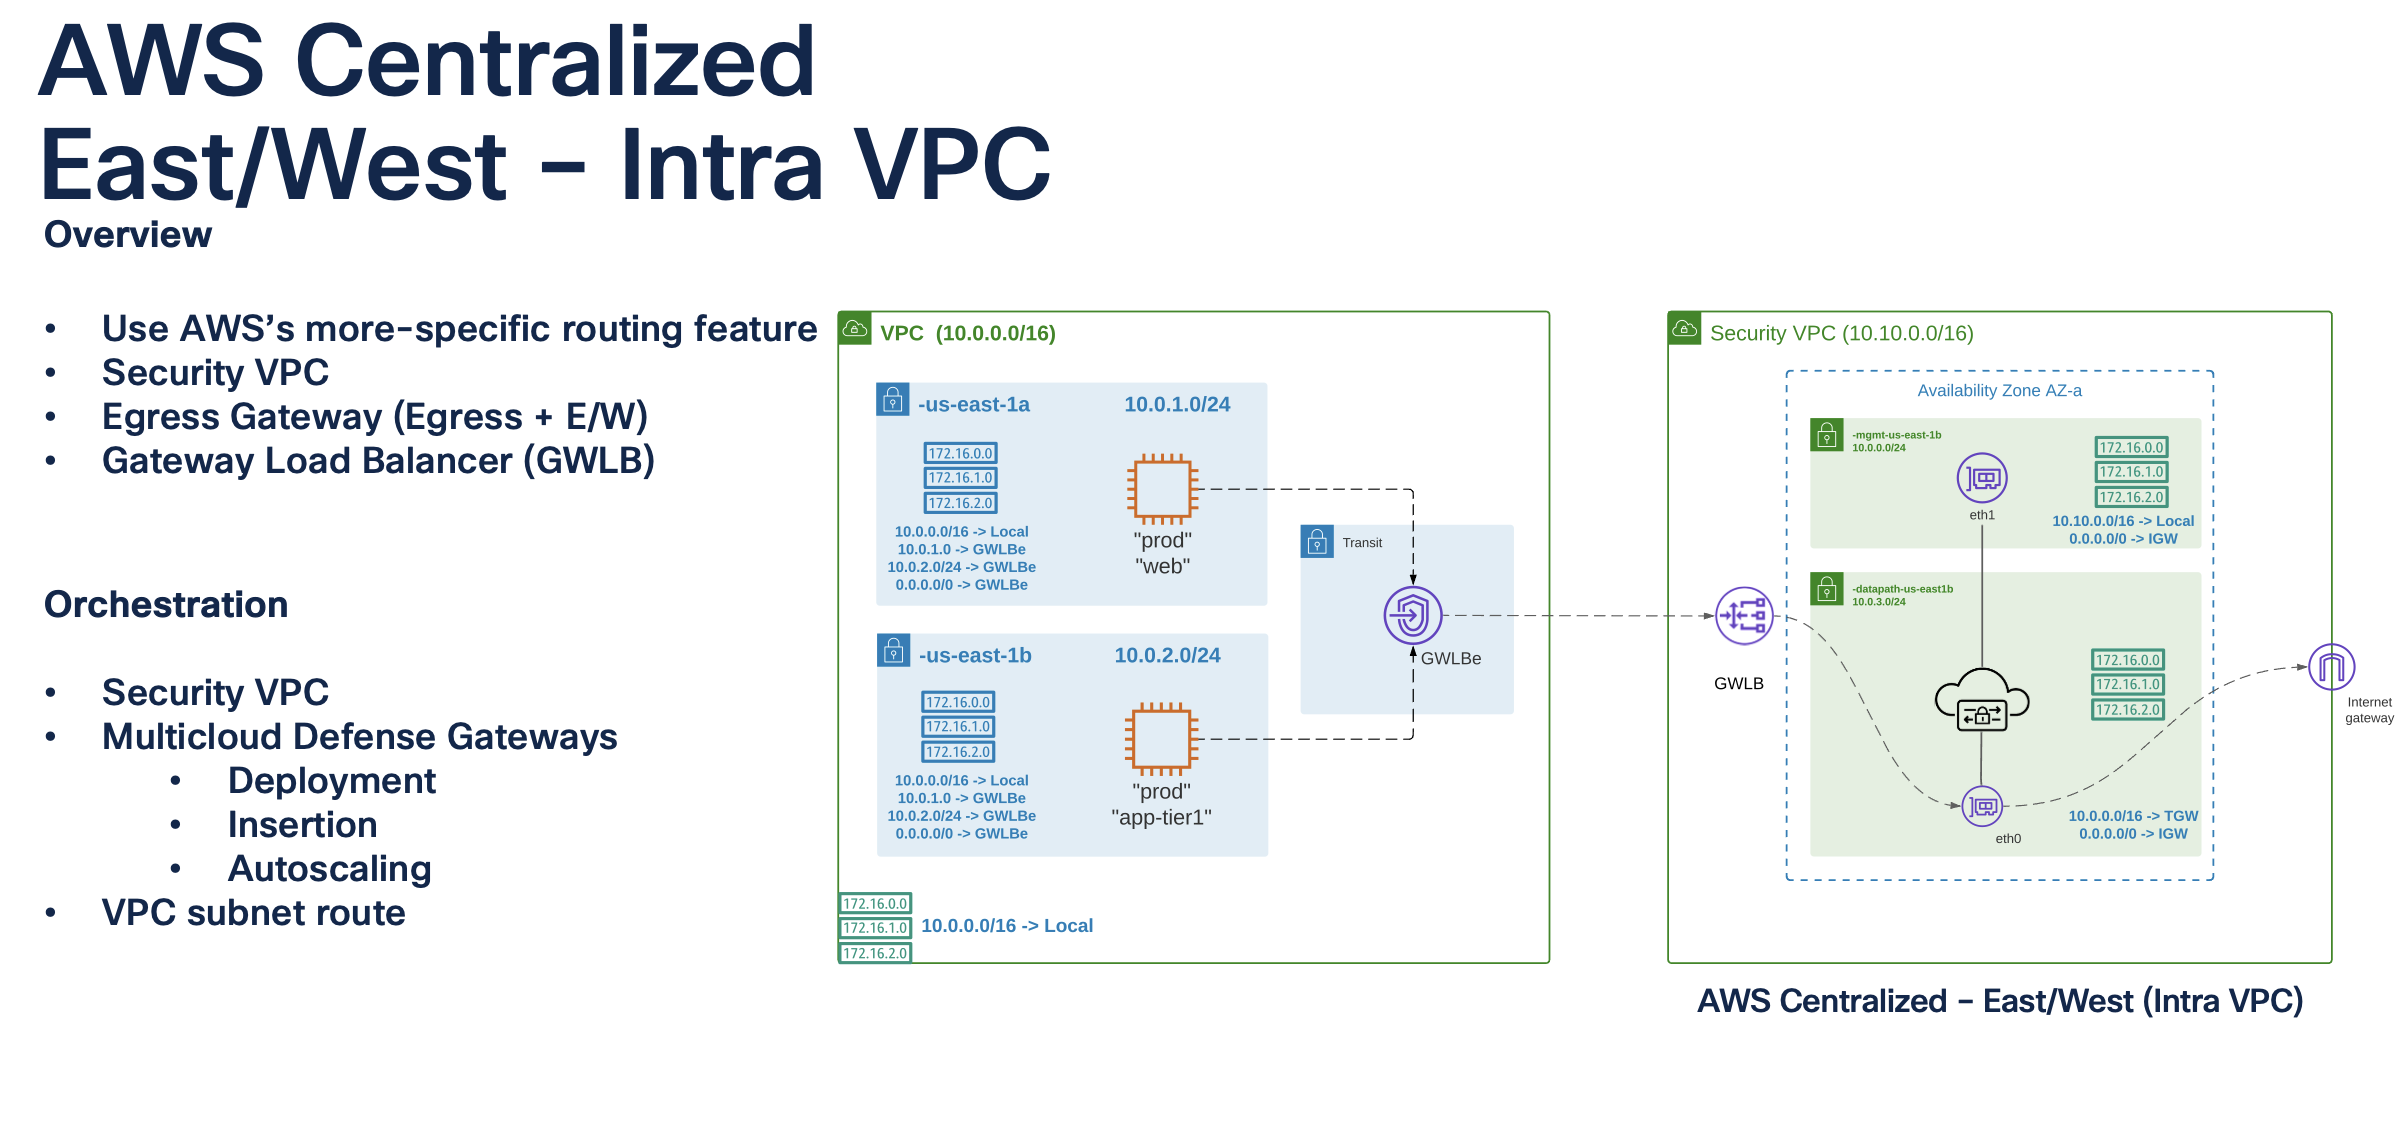 AWS Centralized
East/West – Intra VPC
Overview
• Use AWS’s more-specific routing feature
• Security VPC
• Egress Gateway (Egress + E/W)
• Gateway Load Balancer (GWLB)
Orchestration
• Security VPC
• Multicloud Defense Gateways
• Deployment
• Insertion
• Autoscaling
• VPC subnet route
VPC (10.0.0.0/16)
-us-east-1a 10.0.1.0/24
172.16.0.0
172.16.1.0
172.16.2.0
10.0.0.0/16 -> Local
10.0.1.0 -> GWLBe
10.0.2.0/24 -> GWLBe
0.0.0.0/0 -> GWLBe
"prod"
"web"
-us-east-1b 10.0.2.0/24
172.16.0.0
172.16.1.0
172.16.2.0
10.0.0.0/16 -> Local
10.0.1.0 -> GWLBe
10.0.2.0/24 -> GWLBe
0.0.0.0/0 -> GWLBe
"prod"
"app-tier1"
Transit
GWLBe
172.16.0.0
172.16.1.0
172.16.2.0
10.0.0.0/16 -> Local
Security VPC (10.10.0.0/16)
Availability Zone AZ-a
-mgmt-us-east-1b
10.0.0.0/24
172.16.0.0
172.16.1.0
172.16.2.0
eth1
10.10.0.0/16 -> Local
0.0.0.0/0 -> IGW
GWLB
-datapath-us-east1b
10.0.3.0/24
172.16.0.0
172.16.1.0
172.16.2.0
eth0
10.0.0.0/16 -> TGW
0.0.0.0/0 -> IGW
Internet
gateway
AWS Centralized – East/West (Intra VPC)